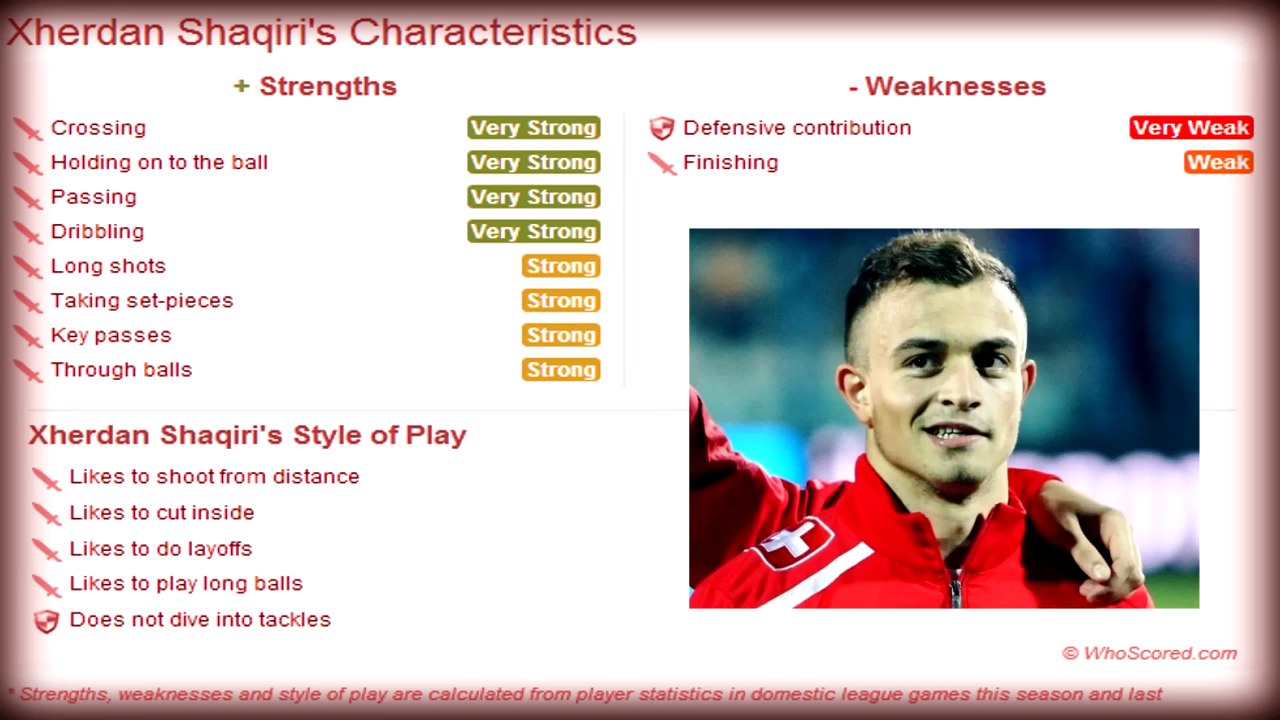 Xherdan Shaqiri's Characteristics
+ Strengths
Crossing Very Strong
Holding on to the ball Very Strong
Passing Very Strong
Dribbling Very Strong
Long shots Strong
Taking set-pieces Strong
Key passes Strong
Through balls Strong
- Weaknesses
Defensive contribution Very Weak
Finishing Weak
Xherdan Shaqiri's Style of Play
Likes to shoot from distance
Likes to cut inside
Likes to do layoffs
Likes to play long balls
Does not dive into tackles
© WhoScored.com
* Strengths, weaknesses and style of play are calculated from player statistics in domestic league games this season and last